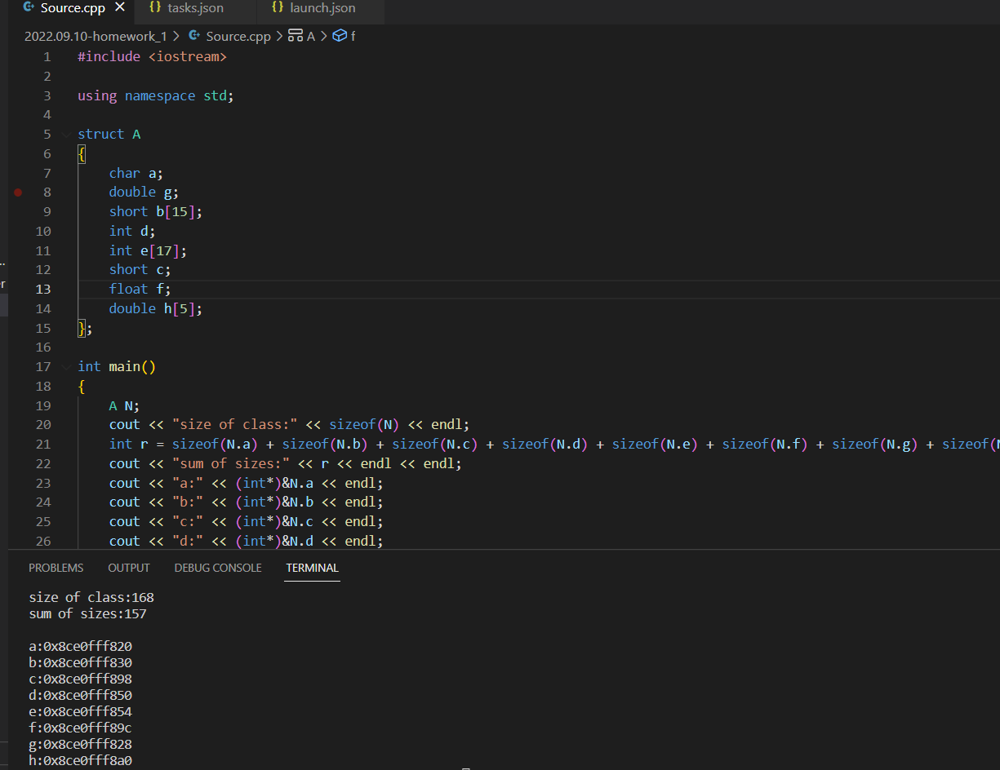 Source.cpp × {} tasks.json {} launch.json
2022.09.10-homework_1 > Source.cpp > A > f
1 #include <iostream>
2
3 using namespace std;
4
5 struct A
6 {
7 char a;
8 double g;
9 short b[15];
10 int d;
11 int e[17];
12 short c;
13 float f;
14 double h[5];
15 };
16
17 int main()
18 {
19 A N;
20 cout << "size of class:" << sizeof(N) << endl;
21 int r = sizeof(N.a) + sizeof(N.b) + sizeof(N.c) + sizeof(N.d) + sizeof(N.e) + sizeof(N.f) + sizeof(N.g) + sizeof(
22 cout << "sum of sizes:" << r << endl << endl;
23 cout << "a:" << (int*)&N.a << endl;
24 cout << "b:" << (int*)&N.b << endl;
25 cout << "c:" << (int*)&N.c << endl;
26 cout << "d:" << (int*)&N.d << endl;
PROBLEMS OUTPUT DEBUG CONSOLE TERMINAL
size of class:168
sum of sizes:157
a:0x8ce0fff820
b:0x8ce0fff830
c:0x8ce0fff898
d:0x8ce0fff850
e:0x8ce0fff854
f:0x8ce0fff89c
g:0x8ce0fff828
h:0x8ce0fff8a0